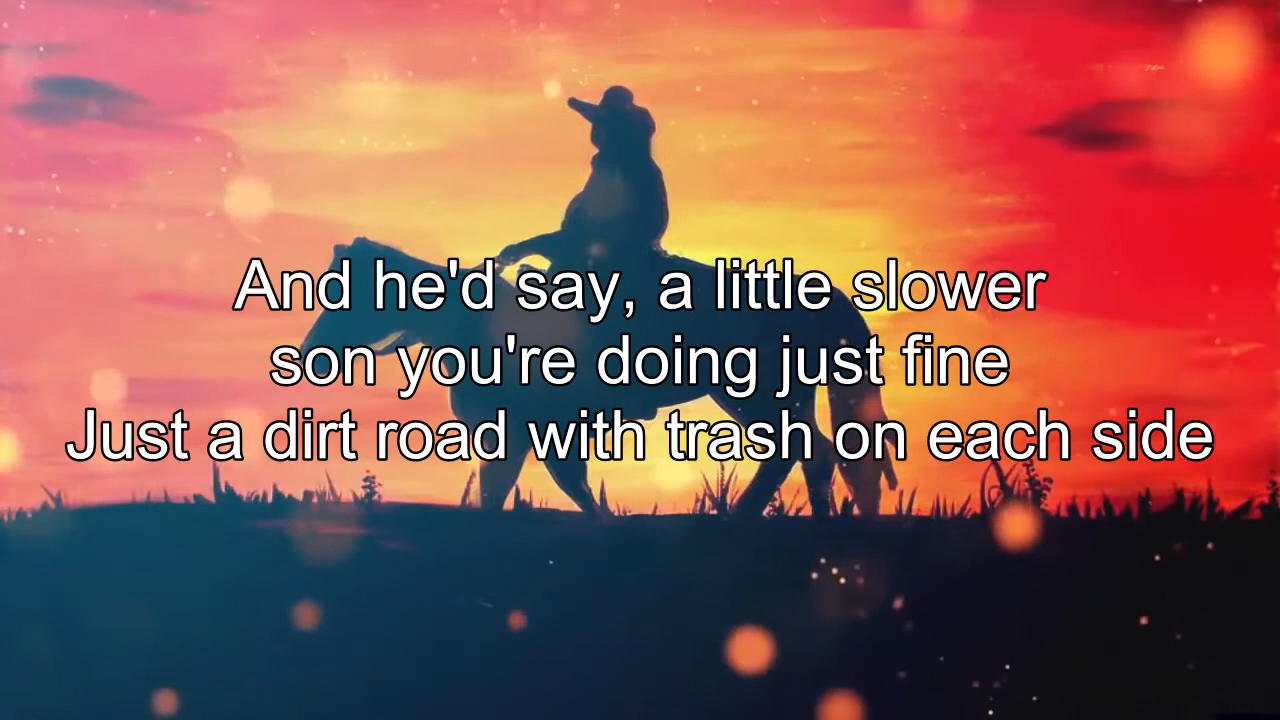 And he'd say, a little slower
son you're doing just fine
Just a dirt road with trash on each side